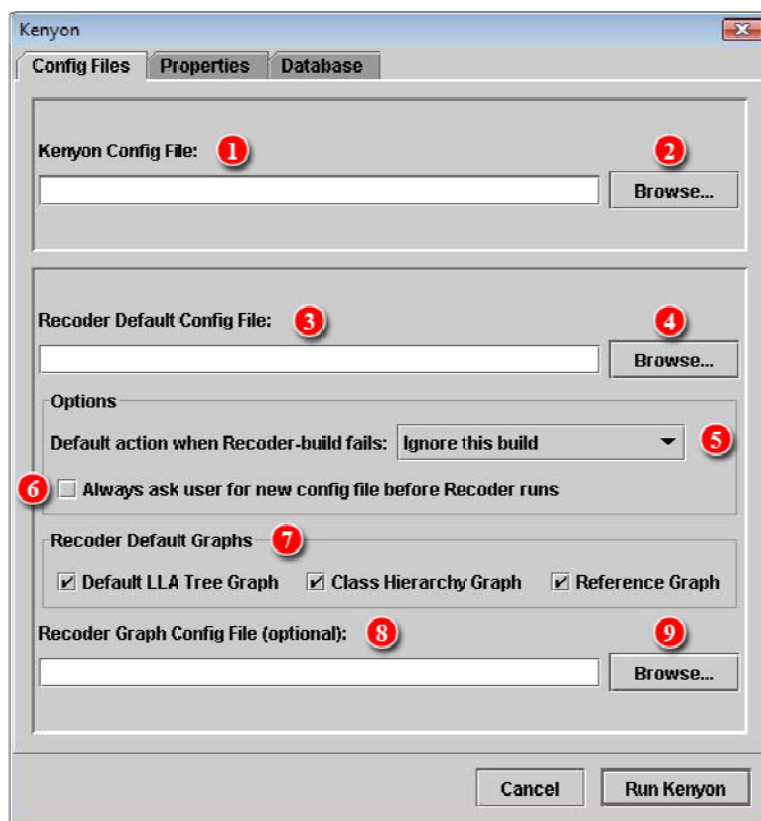 Kenyon
Config Files Properties Database
Kenyon Config File: 1 2
Browse...
Recoder Default Config File: 3 4
Browse...
Options
Default action when Recoder-build fails: Ignore this build 5
6 Always ask user for new config file before Recoder runs
Recoder Default Graphs 7
Default LLA Tree Graph Class Hierarchy Graph Reference Graph
Recoder Graph Config File (optional): 8 9
Browse...
Cancel Run Kenyon